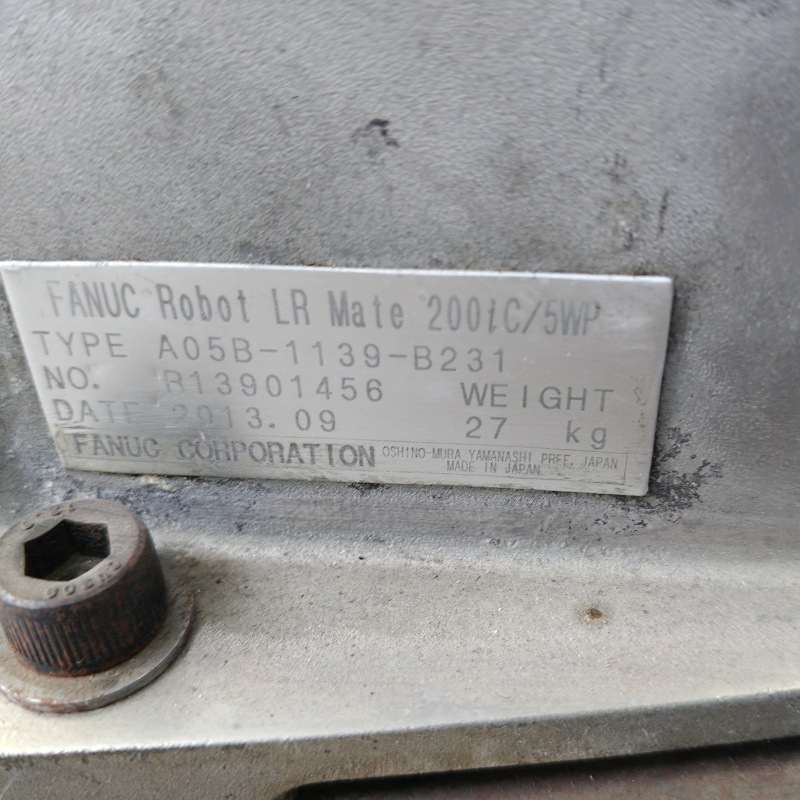 FANUC Robot LR Mate 200iC/5WP
TYPE A05B-1139-B231
NO. R13901456 WEIGHT
DATE 2013.09 27 kg
FANUC CORPORATION OSHINO-MURA YAMANASHI PREF. JAPAN
MADE IN JAPAN